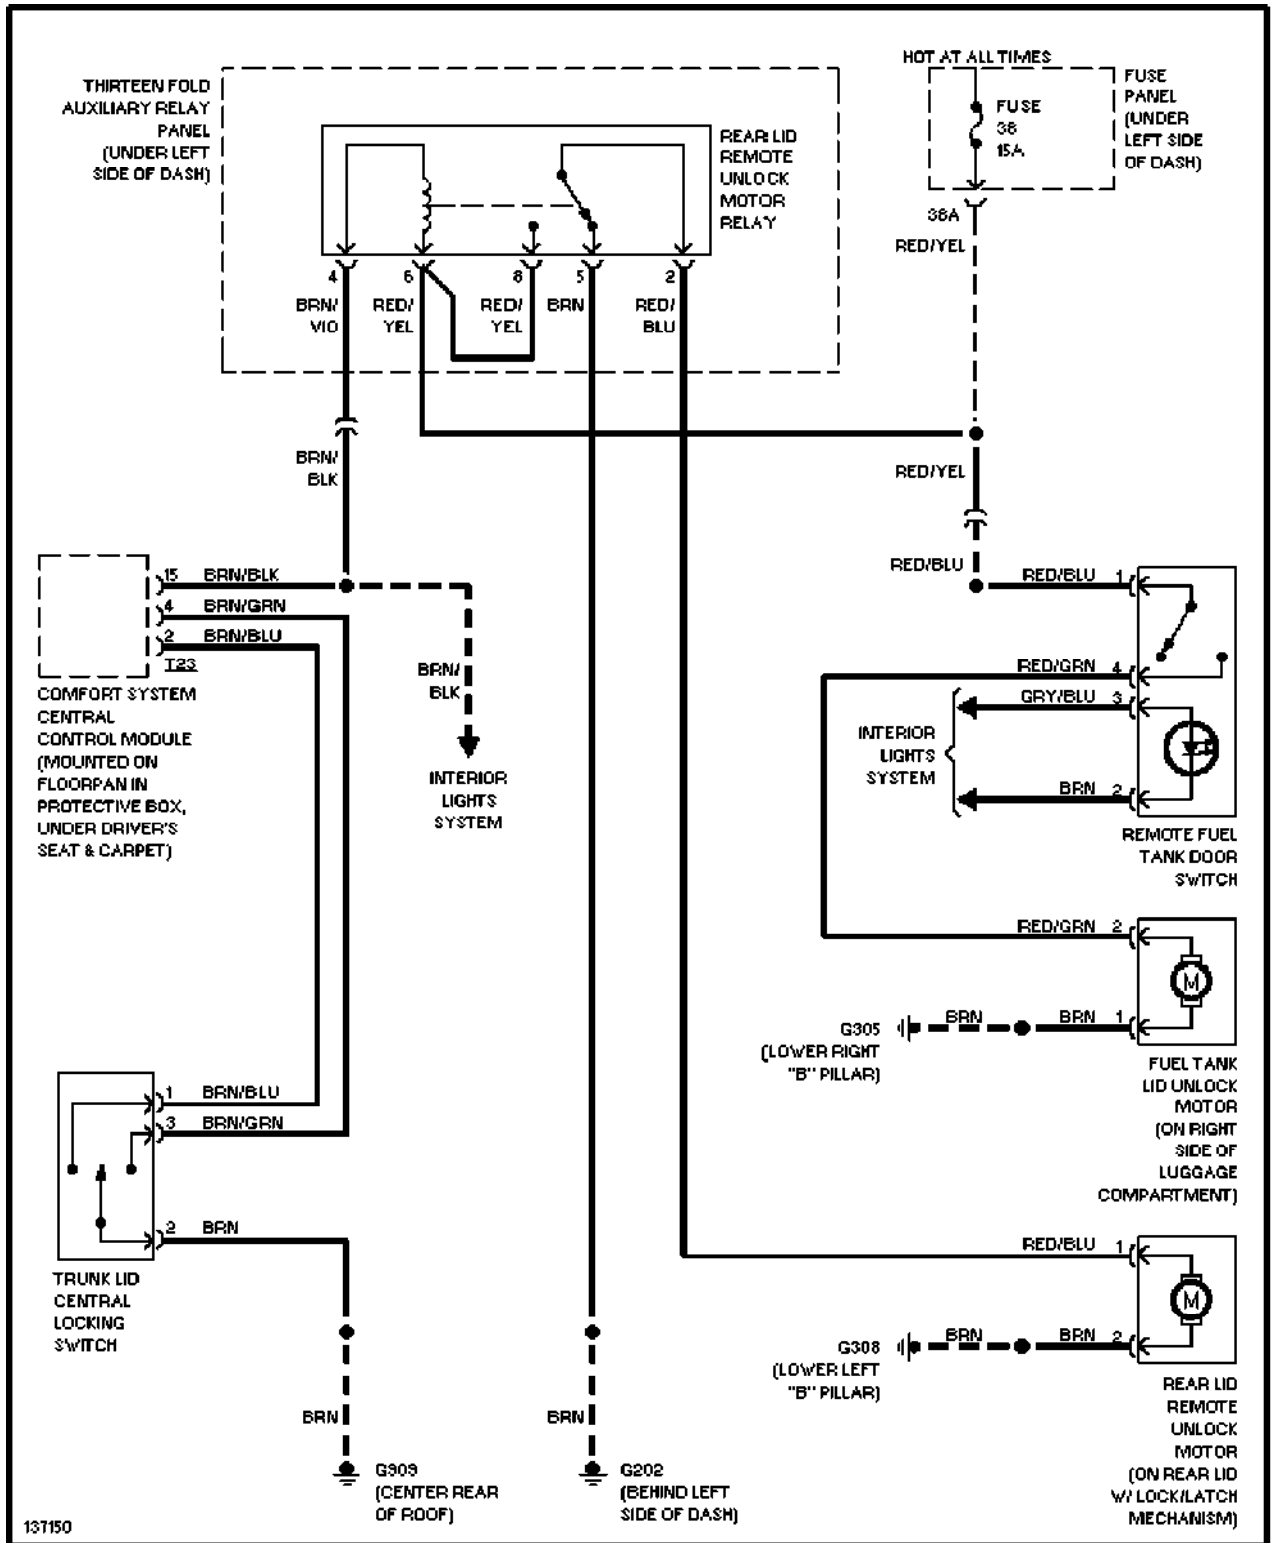 HOT AT ALL TIMES
THIRTEEN FOLD
AUXILIARY RELAY
PANEL
(UNDER LEFT
SIDE OF DASH)
REAR LID
REMOTE
UNLOCK
MOTOR
RELAY
FUSE
38
15A
FUSE
PANEL
(UNDER
LEFT SIDE
OF DASH)
38A
RED/YEL
4
6
8
5
2
BRN/
VIO
RED/
YEL
RED/
YEL
BRN
RED/
BLU
BRN/
BLK
RED/YEL
RED/BLU
RED/BLU 1
15 BRN/BLK
4 BRN/GRN
2 BRN/BLU
T23
COMFORT SYSTEM
CENTRAL
CONTROL MODULE
(MOUNTED ON
FLOORPAN IN
PROTECTIVE BOX,
UNDER DRIVER'S
SEAT & CARPET)
BRN/
BLK
INTERIOR
LIGHTS
SYSTEM
RED/GRN 4
GRY/BLU 3
INTERIOR
LIGHTS
SYSTEM
BRN 2
REMOTE FUEL
TANK DOOR
SWITCH
RED/GRN 2
M
BRN
BRN 1
G305
(LOWER RIGHT
"B" PILLAR)
FUEL TANK
LID UNLOCK
MOTOR
(ON RIGHT
SIDE OF
LUGGAGE
COMPARTMENT)
1 BRN/BLU
3 BRN/GRN
2 BRN
TRUNK LID
CENTRAL
LOCKING
SWITCH
RED/BLU 1
M
BRN
BRN 2
G308
(LOWER LEFT
"B" PILLAR)
REAR LID
REMOTE
UNLOCK
MOTOR
(ON REAR LID
W/ LOCK/LATCH
MECHANISM)
BRN
G909
(CENTER REAR
OF ROOF)
BRN
G202
(BEHIND LEFT
SIDE OF DASH)
137150